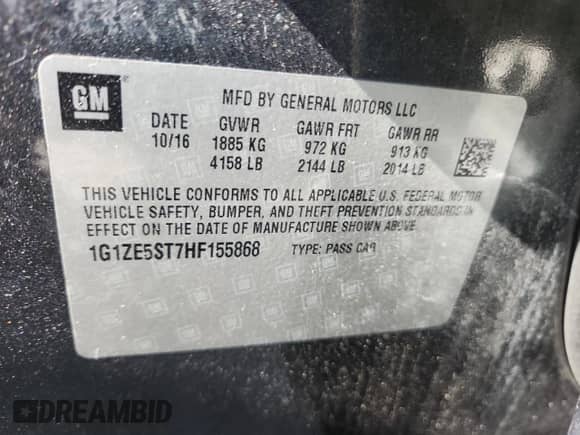 GM
MFD BY GENERAL MOTORS LLC
DATE GVWR GAWR FRT GAWR RR
10/16 1885 KG 972 KG 913 KG
4158 LB 2144 LB 2014 LB
THIS VEHICLE CONFORMS TO ALL APPLICABLE U.S. FEDERAL MOTOR
VEHICLE SAFETY, BUMPER, AND THEFT PREVENTION STANDARDS IN
EFFECT ON THE DATE OF MANUFACTURE SHOWN ABOVE.
1G1ZE5ST7HF155868 TYPE: PASS CAR
DREAMBID